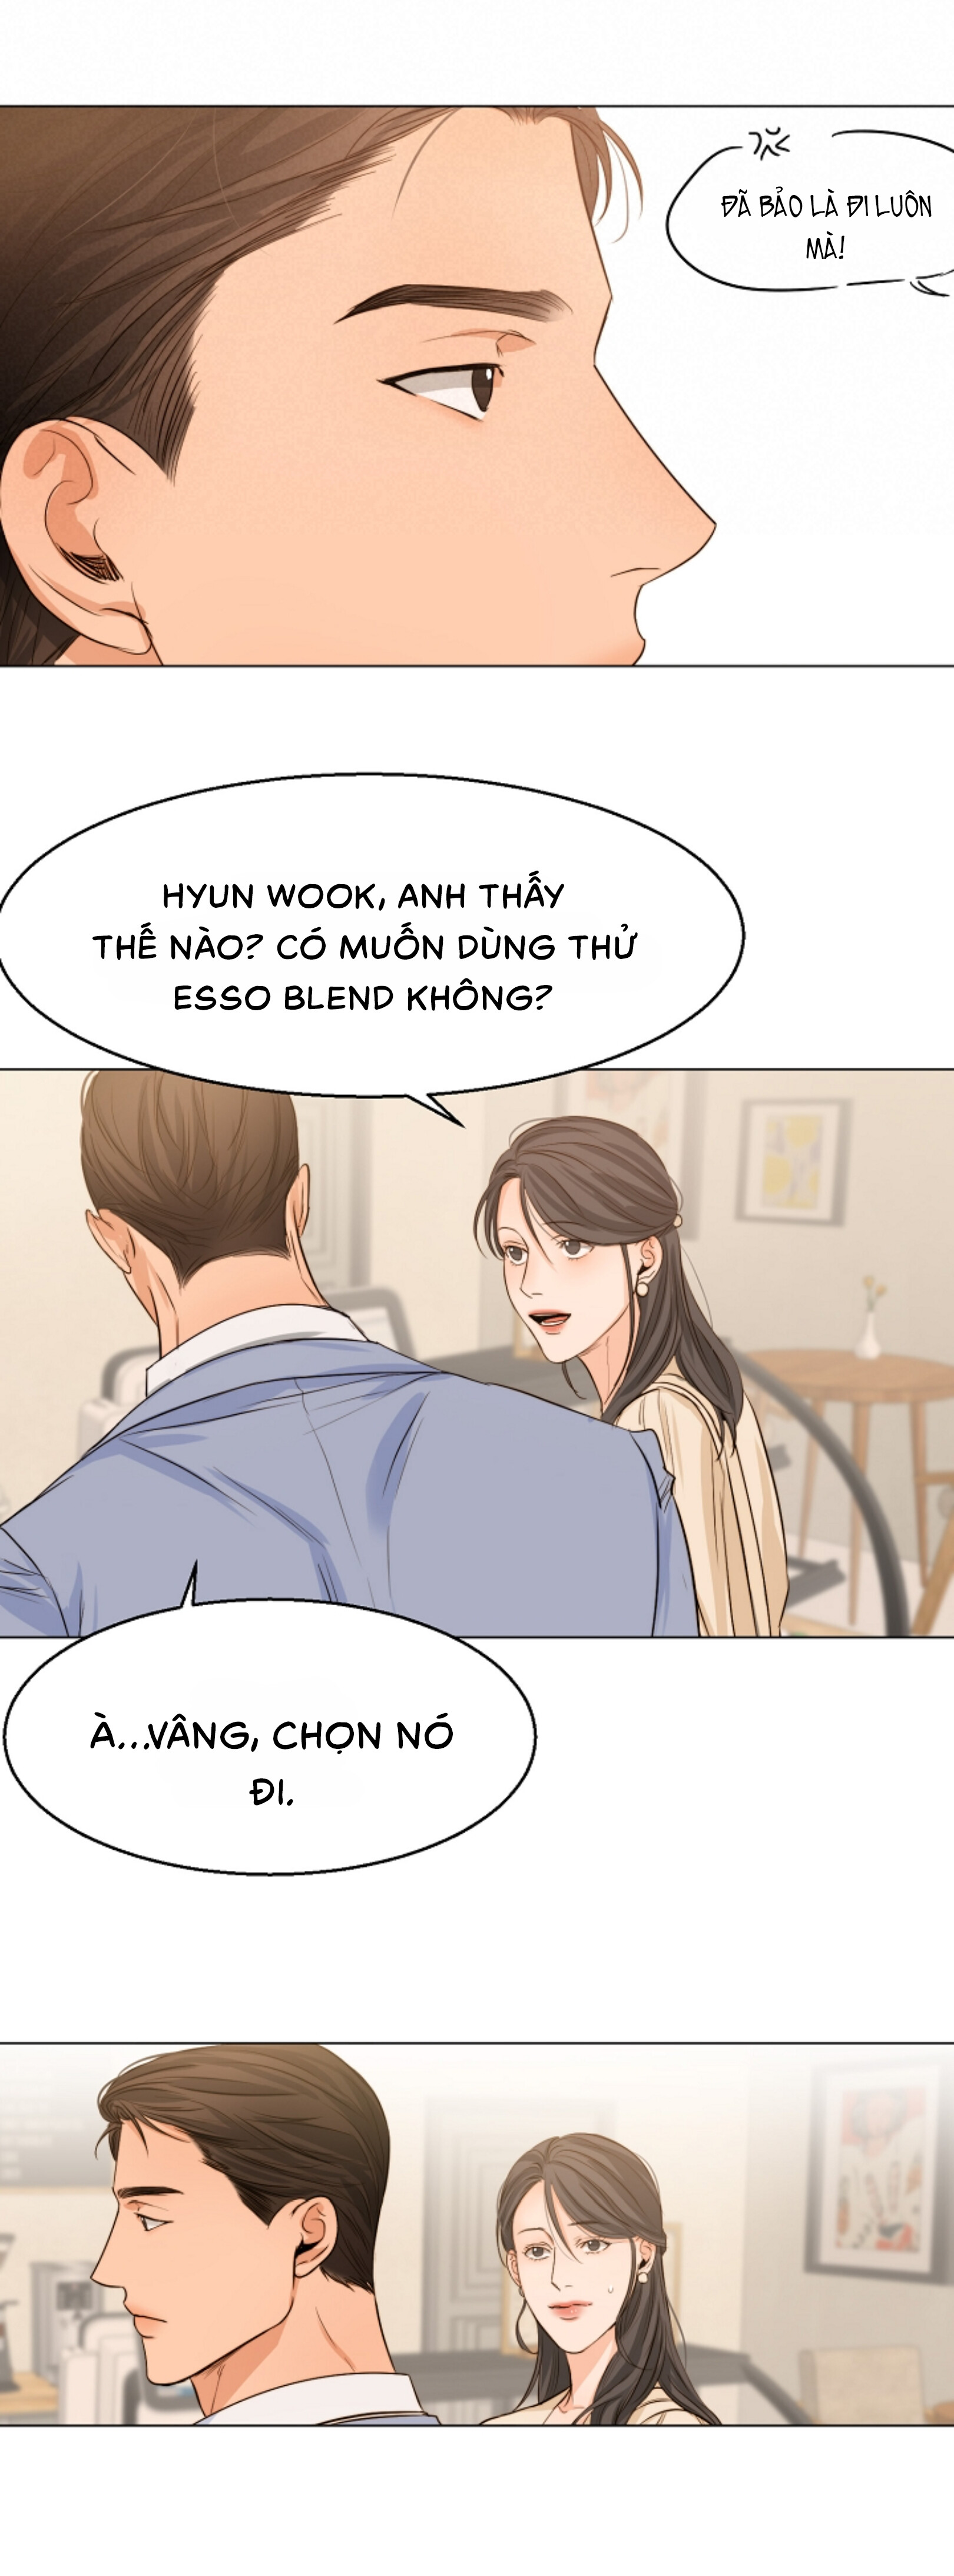 ĐÃ BẢO LÀ ĐI LUÔN
MÀ!
HYUN WOOK, ANH THẤY
THẾ NÀO? CÓ MUỐN DÙNG THỬ
ESSO BLEND KHÔNG?
À...VÂNG, CHỌN NÓ
ĐI.